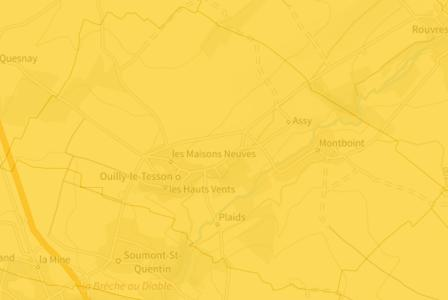 Rouvres
Quesnay
Assy
Montboint
les Maisons Neuves
Ouilly-le-Tesson
les Hauts Vents
Plaids
Soumont-St-
Quentin
and
la Mine
la Brèche au Diable